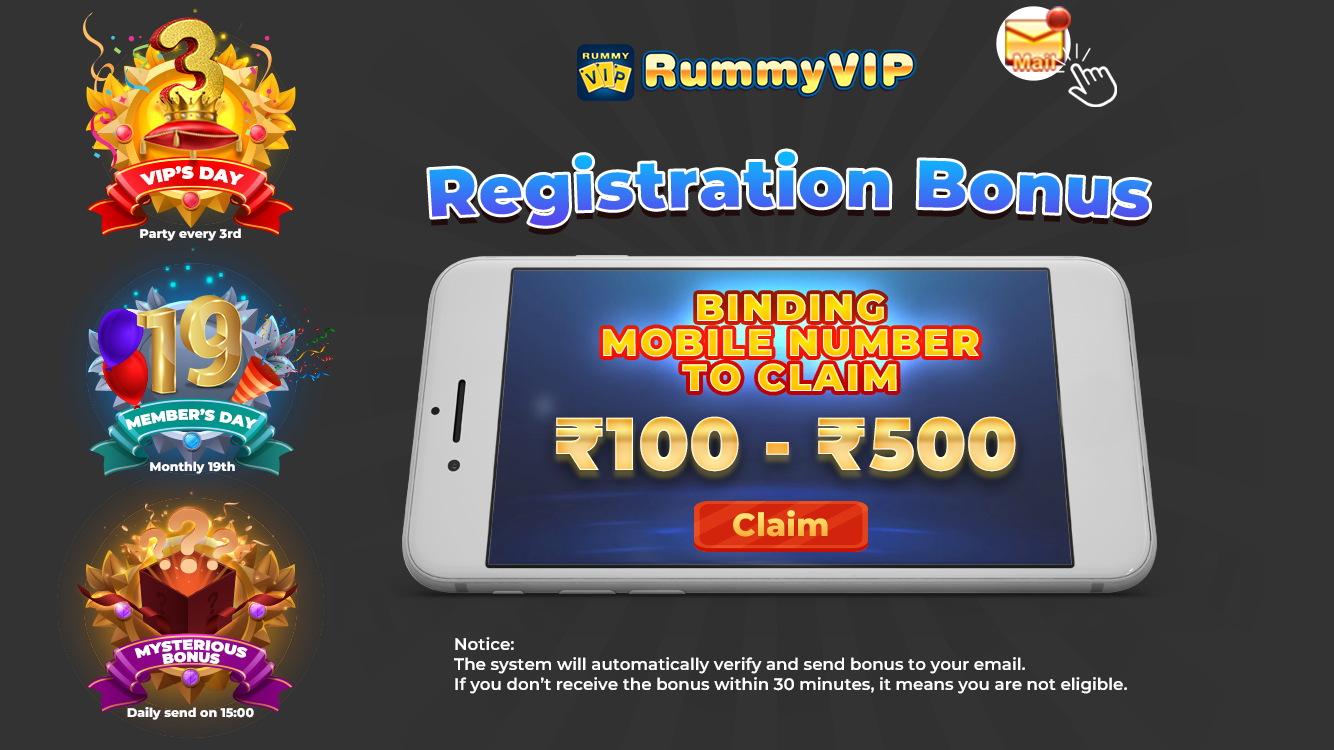 3
VIP'S DAY
Party every 3rd
19
MEMBER'S DAY
Monthly 19th
???
MYSTERIOUS
BONUS
Daily send on 15:00
RUMMY
VIP
RummyVIP
Mail
Registration Bonus
BINDING
MOBILE NUMBER
TO CLAIM
₹100 - ₹500
Claim
Notice:
The system will automatically verify and send bonus to your email.
If you don't receive the bonus within 30 minutes, it means you are not eligible.